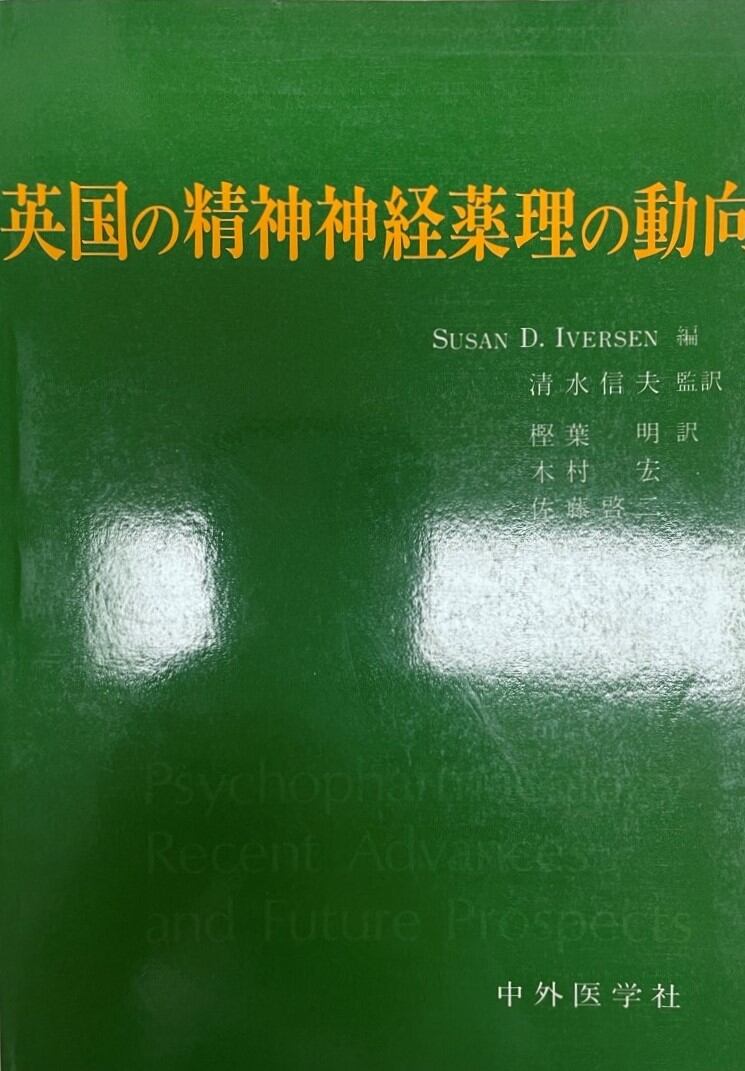 英国の精神神経薬理の動向
SUSAN D. IVERSEN 編
清水信夫 監訳
樫葉 明 訳
木村 宏
佐藤啓二
Psychopharmacology
Recent Advances
and Future Prospects
中外医学社